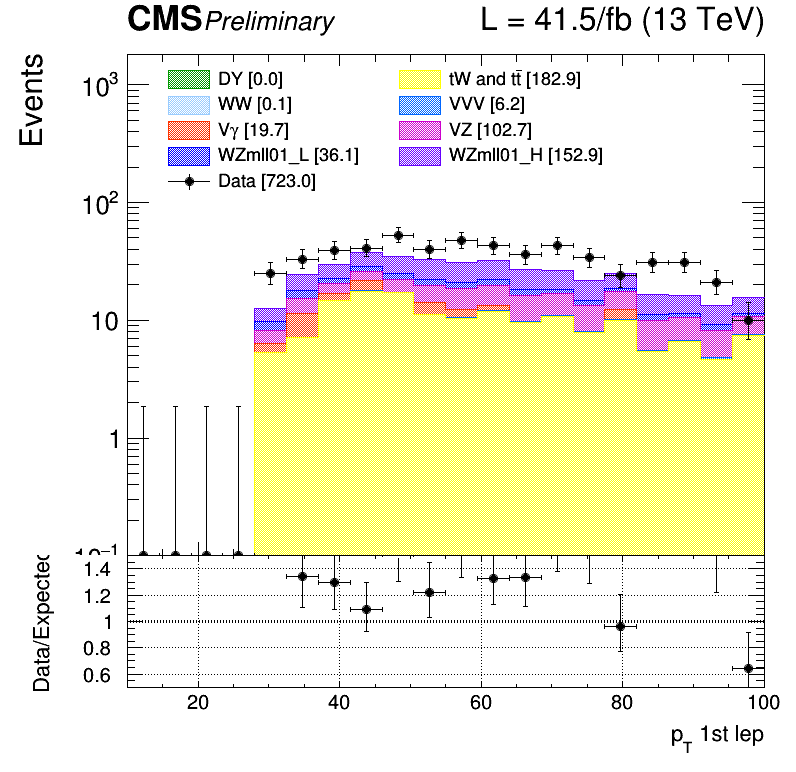 CMS Preliminary L = 41.5/fb (13 TeV)
Events
10³
10²
10
1
10⁻¹
DY [0.0]
tW and tt̄ [182.9]
WW [0.1]
VVV [6.2]
Vγ [19.7]
VZ [102.7]
WZmll01_L [36.1]
WZmll01_H [152.9]
Data [723.0]
Data/Expected
1.4
1.2
1
0.8
0.6
20 40 60 80 100
p_T 1st lep